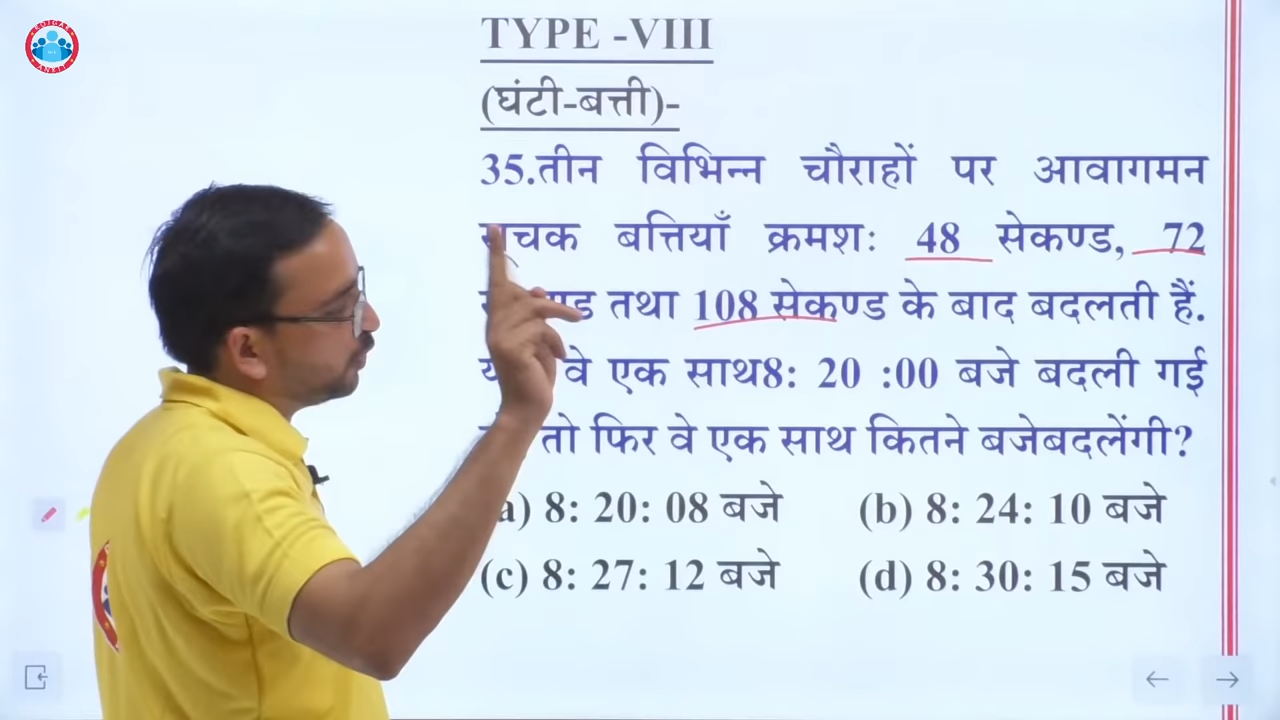 ROJGAR
ANKIT
TYPE -VIII
(घंटी-बत्ती)-
35.तीन विभिन्न चौराहों पर आवागमन
सूचक बत्तियाँ क्रमशः 48 सेकण्ड, 72
तथा 108 सेकण्ड के बाद बदलती हैं.
वे एक साथ8: 20 :00 बजे बदली गई
तो फिर वे एक साथ कितने बजेबदलेंगी?
a) 8: 20: 08 बजे (b) 8: 24: 10 बजे
(c) 8: 27: 12 बजे (d) 8: 30: 15 बजे